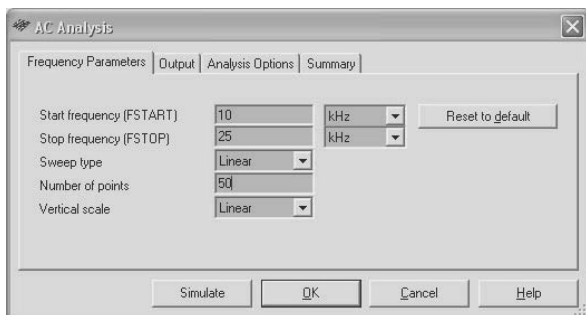 AC Analysis
Frequency Parameters Output Analysis Options Summary
Start frequency (FSTART) 10 kHz Reset to default
Stop frequency (FSTOP) 25 kHz
Sweep type Linear
Number of points 50
Vertical scale Linear
Simulate OK Cancel Help